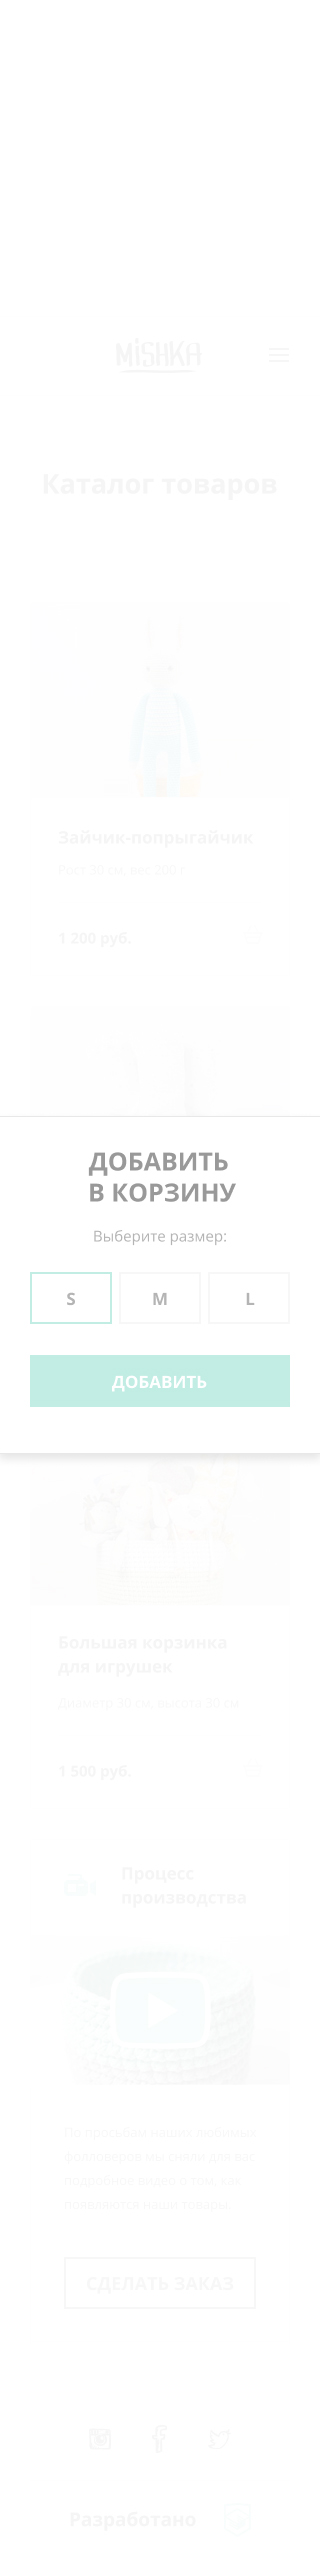 MiSHKA
Каталог товаров
Зайчик-попрыгайчик
Рост 30 см, вес 200 г
1 200 руб.
ДОБАВИТЬ
В КОРЗИНУ
Выберите размер:
S
M
L
ДОБАВИТЬ
Большая корзинка
для игрушек
Диаметр 30 см, высота 20 см
1 500 руб.
Процесс
производства
По просьбам наших любимых
фолловеров мы сняли для вас
подробное видео о том, как
появляются наши товары.
СДЕЛАТЬ ЗАКАЗ
Разработано